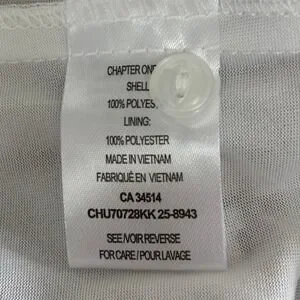 CHAPTER ONE
SHELL
100%
LINING:
100% POLYESTER
MADE IN VIETNAM
FABRIQUÉ EN VIETNAM
CA 34514
CHU70728KK 25-8943
SEE/VOIR REVERSE
FOR CARE / POUR LAVAGE